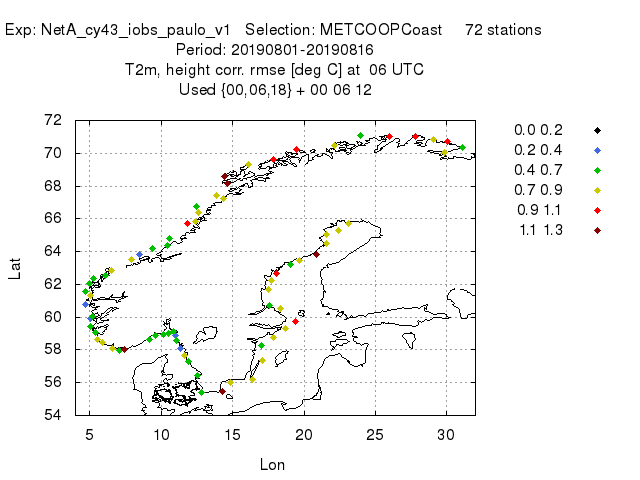 Exp: NetA_cy43_iobs_paulo_v1 Selection: METCOOPCoast 72 stations
Period: 20190801-20190816
T2m, height corr. rmse [deg C] at 06 UTC
Used {00,06,18} + 00 06 12
72
70
68
66
64
62
60
58
56
54
Lat
5 10 15 20 25 30
Lon
0.0 0.2
0.2 0.4
0.4 0.7
0.7 0.9
0.9 1.1
1.1 1.3